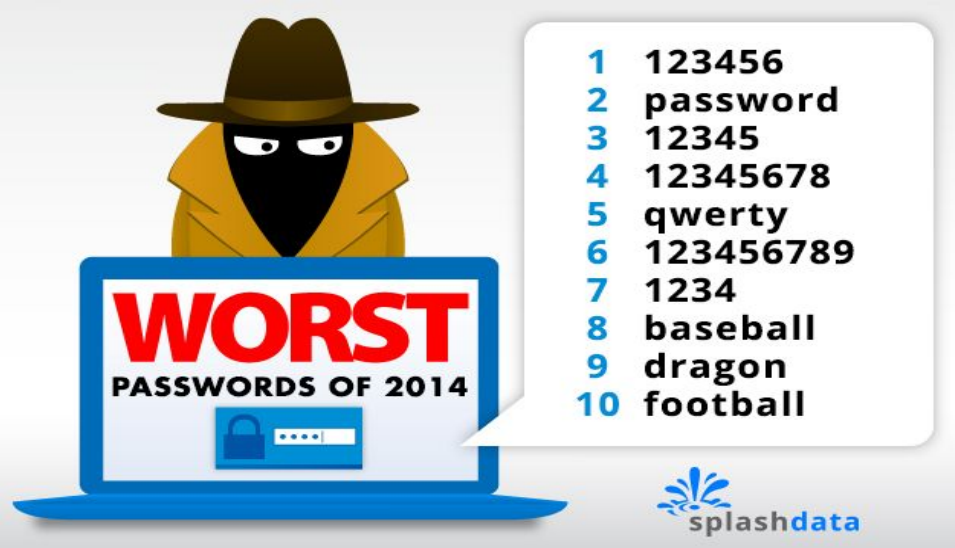 WORST
PASSWORDS OF 2014
1 123456
2 password
3 12345
4 12345678
5 qwerty
6 123456789
7 1234
8 baseball
9 dragon
10 football
splashdata